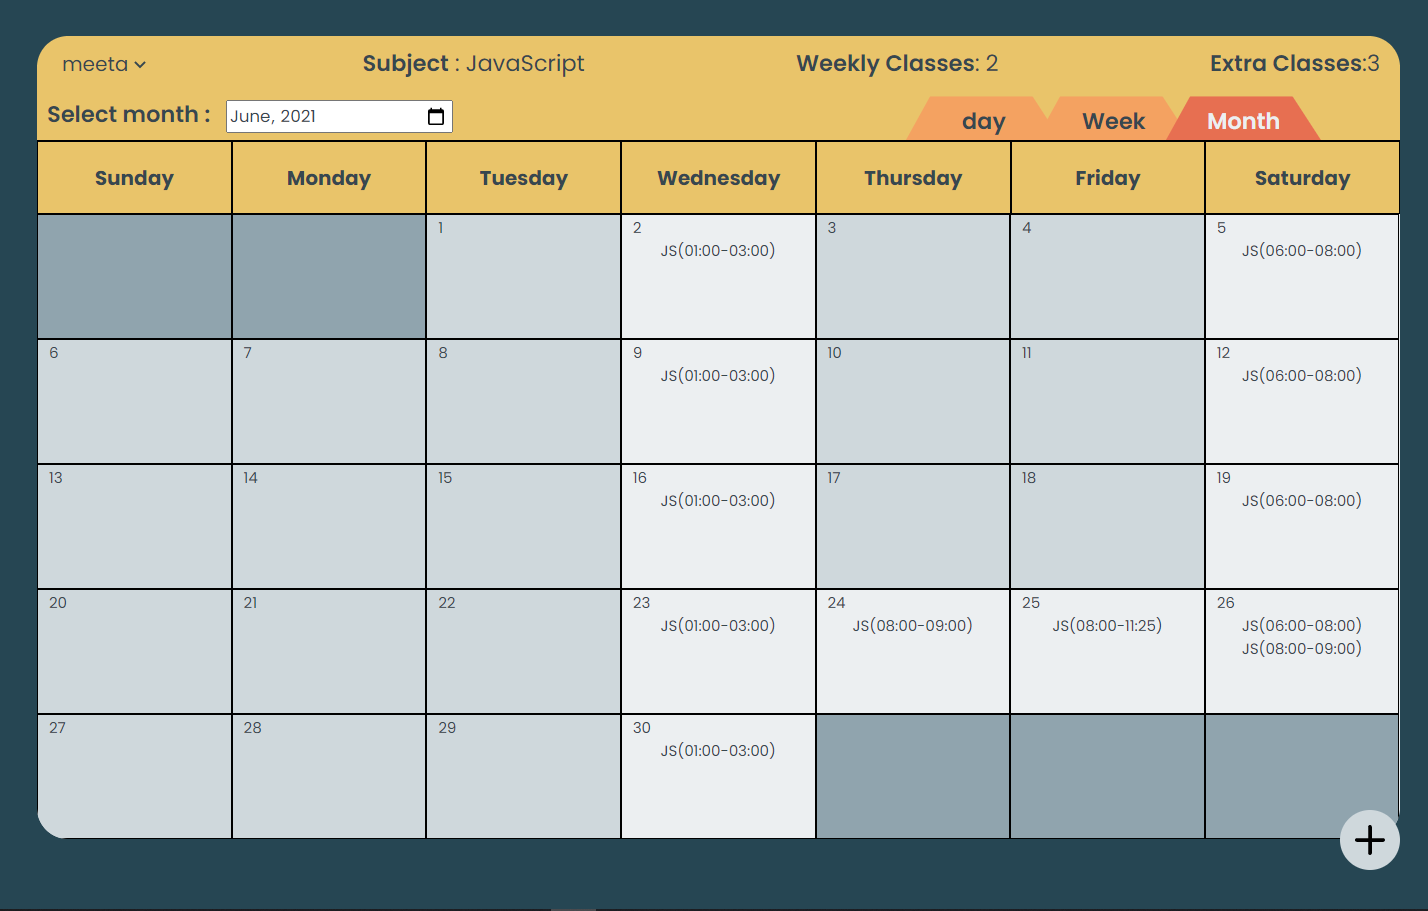 meeta Subject : JavaScript Weekly Classes: 2 Extra Classes:3
Select month : June, 2021 day Week Month
Sunday Monday Tuesday Wednesday Thursday Friday Saturday
1 2 3 4 5
JS(01:00-03:00) JS(06:00-08:00)
6 7 8 9 10 11 12
JS(01:00-03:00) JS(06:00-08:00)
13 14 15 16 17 18 19
JS(01:00-03:00) JS(06:00-08:00)
20 21 22 23 24 25 26
JS(01:00-03:00) JS(08:00-09:00) JS(08:00-11:25) JS(06:00-08:00)
JS(08:00-09:00)
27 28 29 30
JS(01:00-03:00)